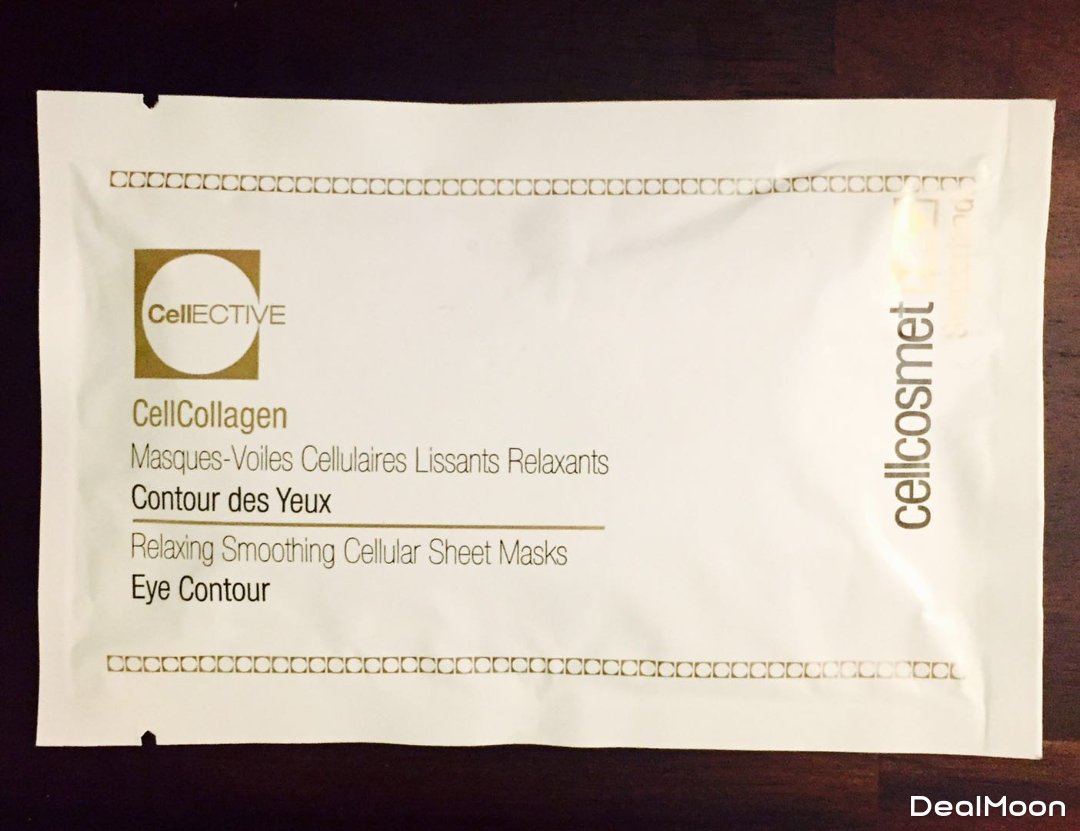 CellECTIVE
CellCollagen
Masques-Voiles Cellulaires Lissants Relaxants
Contour des Yeux
Relaxing Smoothing Cellular Sheet Masks
Eye Contour
cellcosmet
DealMoon